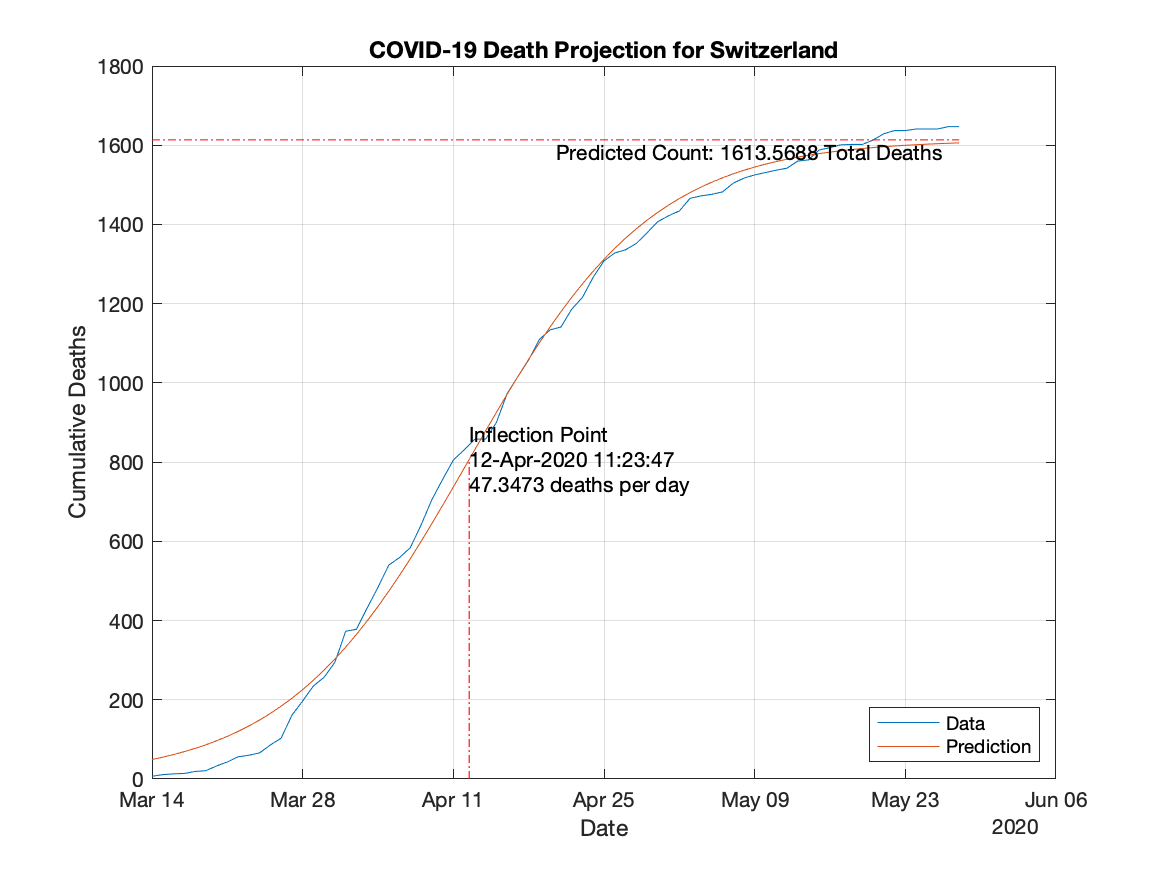 COVID-19 Death Projection for Switzerland
1800
1600
1400
1200
1000
800
600
400
200
0
Cumulative Deaths
Predicted Count: 1613.5688 Total Deaths
Inflection Point
12-Apr-2020 11:23:47
47.3473 deaths per day
Data
Prediction
Mar 14 Mar 28 Apr 11 Apr 25 May 09 May 23 Jun 06
Date
2020